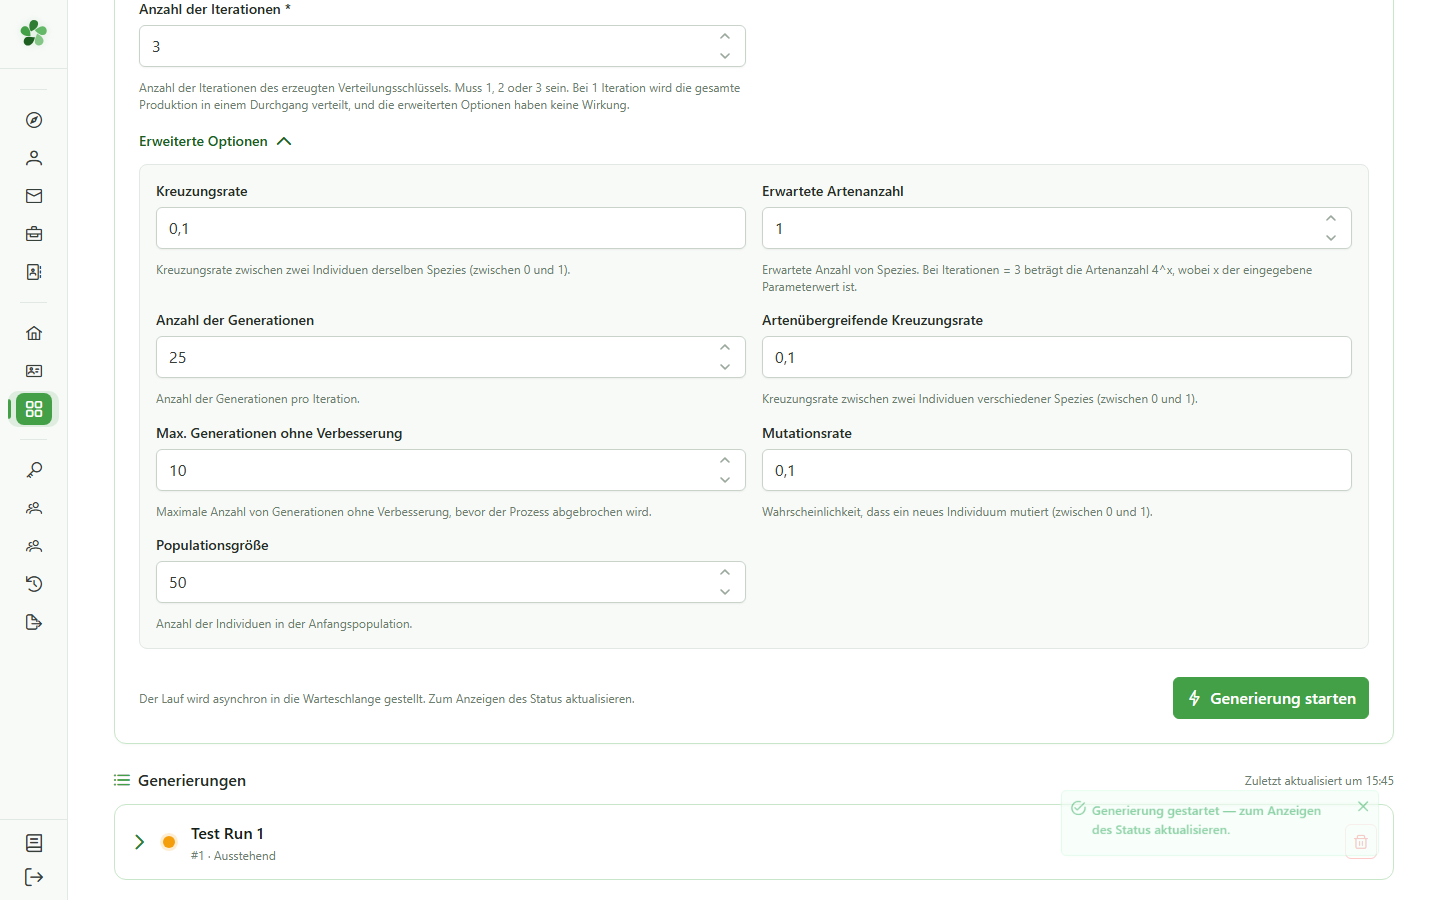 Anzahl der Iterationen *
3
Anzahl der Iterationen des erzeugten Verteilungsschlüssels. Muss 1, 2 oder 3 sein. Bei 1 Iteration wird die gesamte
Produktion in einem Durchgang verteilt, und die erweiterten Optionen haben keine Wirkung.
Erweiterte Optionen
Kreuzungsrate
0,1
Kreuzungsrate zwischen zwei Individuen derselben Spezies (zwischen 0 und 1).
Erwartete Artenanzahl
1
Erwartete Anzahl von Spezies. Bei Iterationen = 3 beträgt die Artenanzahl 4^x, wobei x der eingegebene
Parameterwert ist.
Anzahl der Generationen
25
Anzahl der Generationen pro Iteration.
Artenübergreifende Kreuzungsrate
0,1
Kreuzungsrate zwischen zwei Individuen verschiedener Spezies (zwischen 0 und 1).
Max. Generationen ohne Verbesserung
10
Maximale Anzahl von Generationen ohne Verbesserung, bevor der Prozess abgebrochen wird.
Mutationsrate
0,1
Wahrscheinlichkeit, dass ein neues Individuum mutiert (zwischen 0 und 1).
Populationsgröße
50
Anzahl der Individuen in der Anfangspopulation.
Der Lauf wird asynchron in die Warteschlange gestellt. Zum Anzeigen des Status aktualisieren.
Generierung starten
Generierungen
Zuletzt aktualisiert um 15:45
Generierung gestartet — zum Anzeigen
des Status aktualisieren.
Test Run 1
#1 · Ausstehend